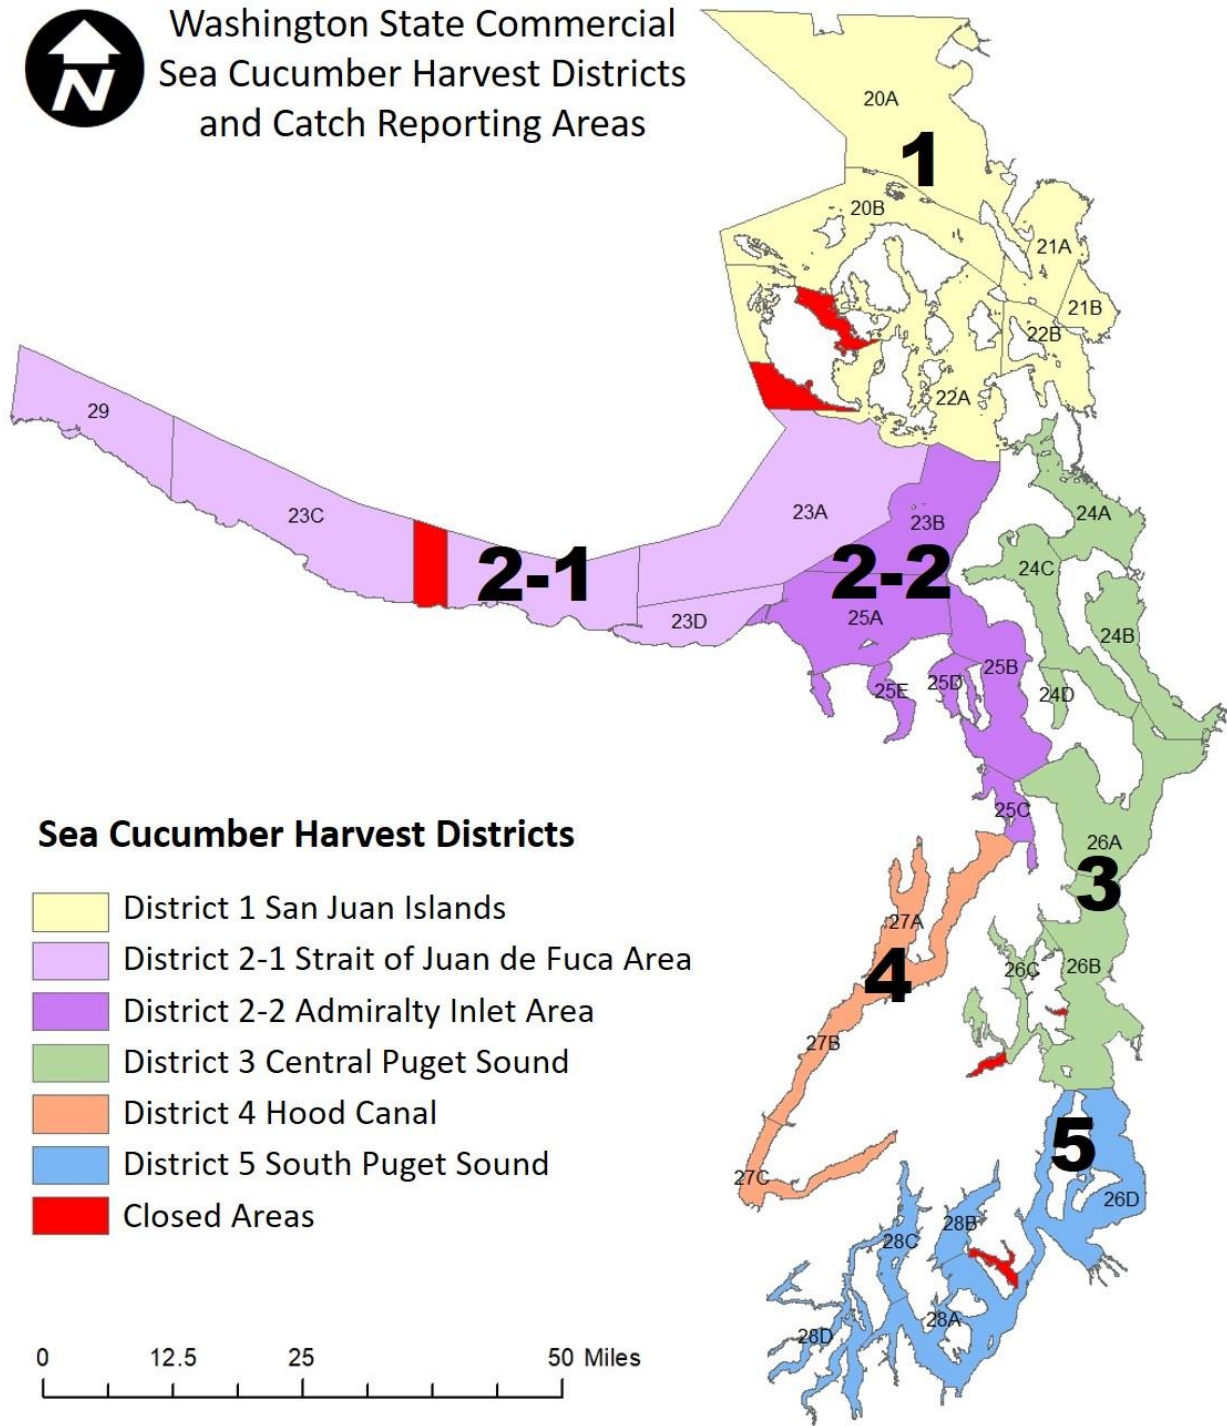 Washington State Commercial
Sea Cucumber Harvest Districts
and Catch Reporting Areas
N
20A
1
20B
21A
21B
22B
22A
29
23C
2-1
23A
23B
2-2
23D
24A
24C
24B
24D
25A
25B
25D
25E
25C
26A
3
26B
26C
27A
4
27B
27C
5
26D
28B
28C
28A
28D
Sea Cucumber Harvest Districts
District 1 San Juan Islands
District 2-1 Strait of Juan de Fuca Area
District 2-2 Admiralty Inlet Area
District 3 Central Puget Sound
District 4 Hood Canal
District 5 South Puget Sound
Closed Areas
0 12.5 25 50 Miles